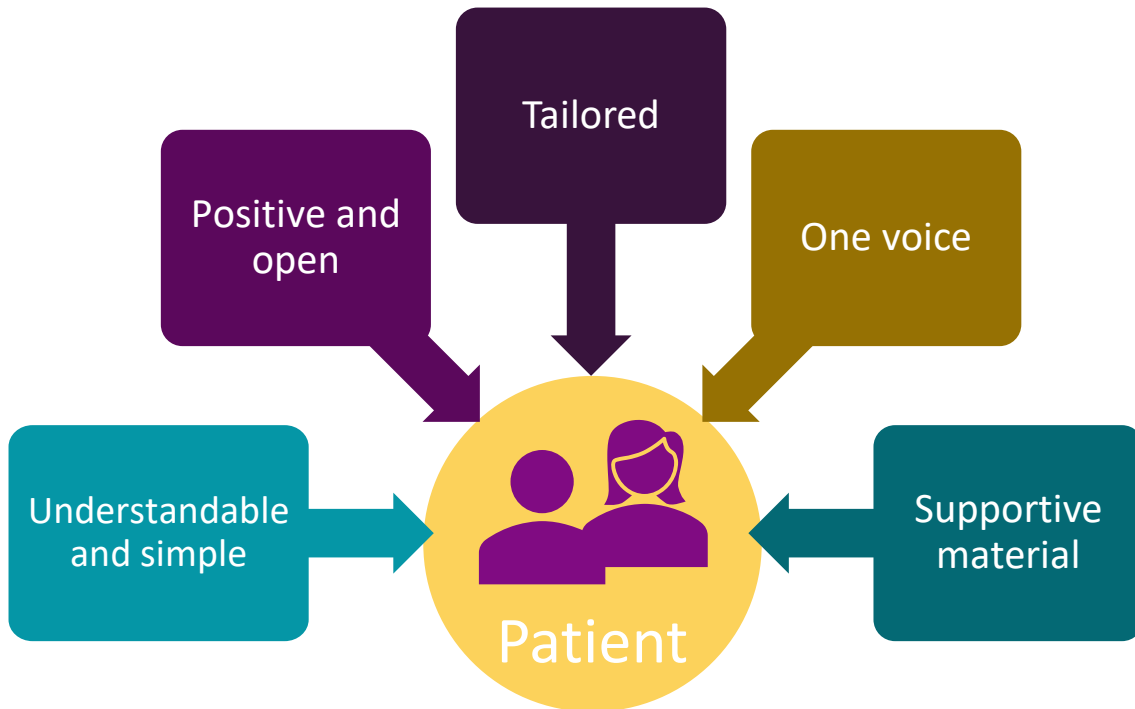 Tailored
Positive and
open
One voice
Understandable
and simple
Supportive
material
Patient